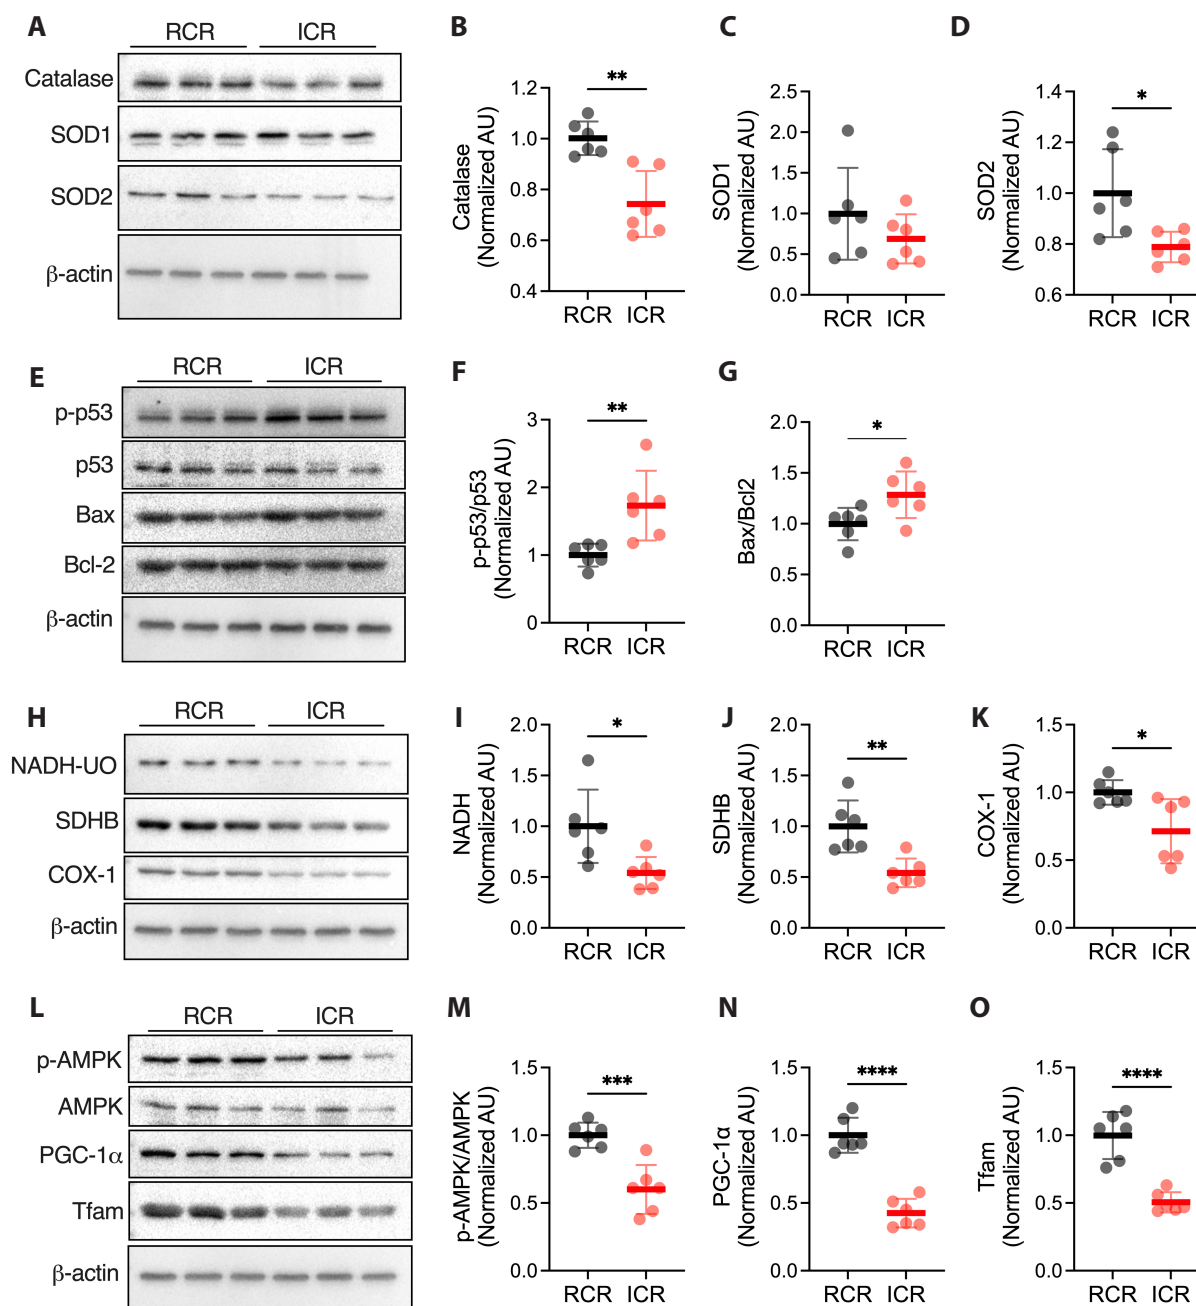 A
RCR ICR
Catalase
SOD1
SOD2
β-actin
B
**
Catalase
(Normalized AU)
1.2
1.0
0.8
0.6
0.4
RCR ICR
C
SOD1
(Normalized AU)
2.5
2.0
1.5
1.0
0.5
0.0
RCR ICR
D
*
SOD2
(Normalized AU)
1.4
1.2
1.0
0.8
0.6
RCR ICR
E
RCR ICR
p-p53
p53
Bax
Bcl-2
β-actin
F
**
p-p53/p53
(Normalized AU)
3
2
1
0
RCR ICR
G
*
Bax/Bcl2
2.0
1.5
1.0
0.5
0.0
RCR ICR
H
RCR ICR
NADH-UO
SDHB
COX-1
β-actin
I
*
NADH
(Normalized AU)
2.0
1.5
1.0
0.5
0.0
RCR ICR
J
**
SDHB
(Normalized AU)
2.0
1.5
1.0
0.5
0.0
RCR ICR
K
*
COX-1
(Normalized AU)
1.5
1.0
0.5
0.0
RCR ICR
L
RCR ICR
p-AMPK
AMPK
PGC-1α
Tfam
β-actin
M
***
p-AMPK/AMPK
(Normalized AU)
1.5
1.0
0.5
0.0
RCR ICR
N
****
PGC-1α
(Normalized AU)
1.5
1.0
0.5
0.0
RCR ICR
O
****
Tfam
(Normalized AU)
1.5
1.0
0.5
0.0
RCR ICR